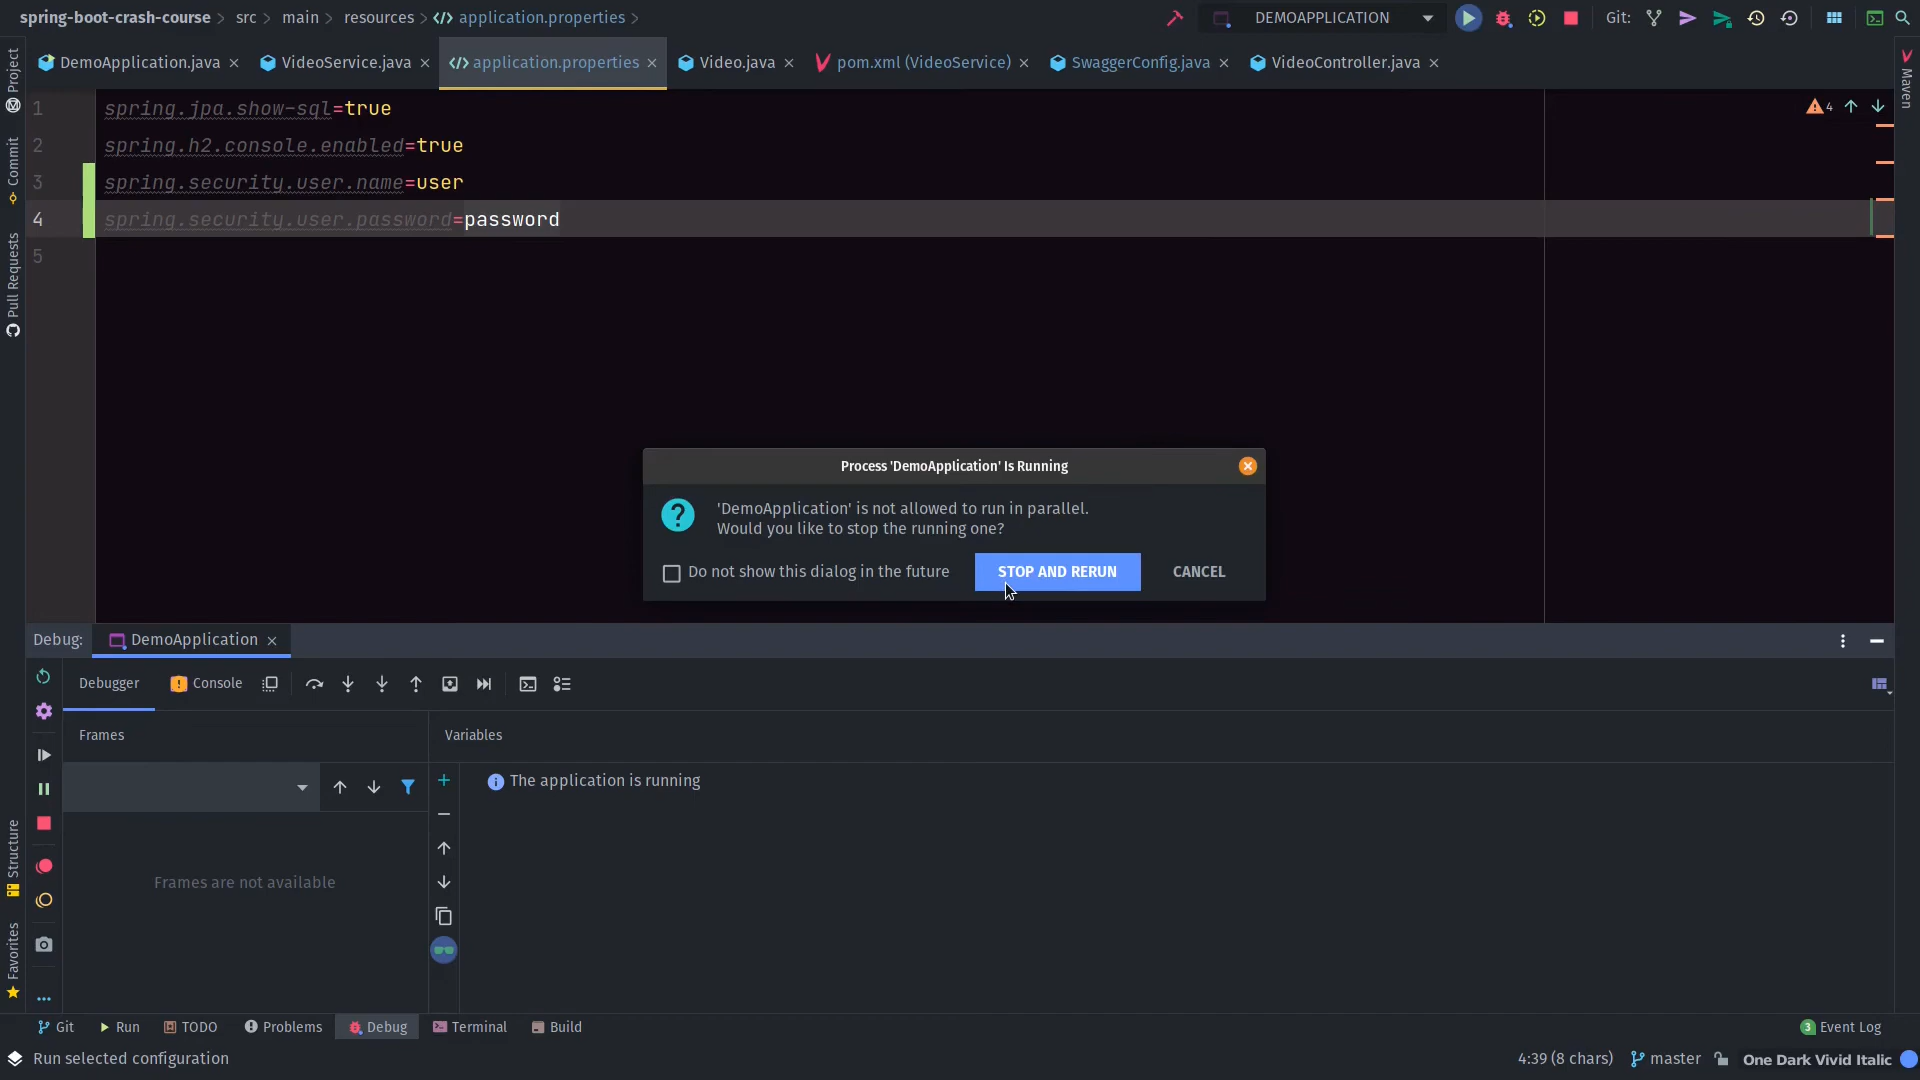 spring-boot-crash-course > src > main > resources > application.properties >
DEMOAPPLICATION
Git:
DemoApplication.java
VideoService.java
application.properties
Video.java
pom.xml (VideoService)
SwaggerConfig.java
VideoController.java
Project
Commit
Pull Requests
Structure
Favorites
Maven
4
1 spring.jpa.show-sql=true
2 spring.h2.console.enabled=true
3 spring.security.user.name=user
4 spring.security.user.password=password
5
Process 'DemoApplication' Is Running
'DemoApplication' is not allowed to run in parallel.
Would you like to stop the running one?
Do not show this dialog in the future
STOP AND RERUN
CANCEL
Debug:
DemoApplication
Debugger
Console
Frames
Variables
The application is running
Frames are not available
Git
Run
TODO
Problems
Debug
Terminal
Build
3 Event Log
Run selected configuration
4:39 (8 chars)
master
One Dark Vivid Italic